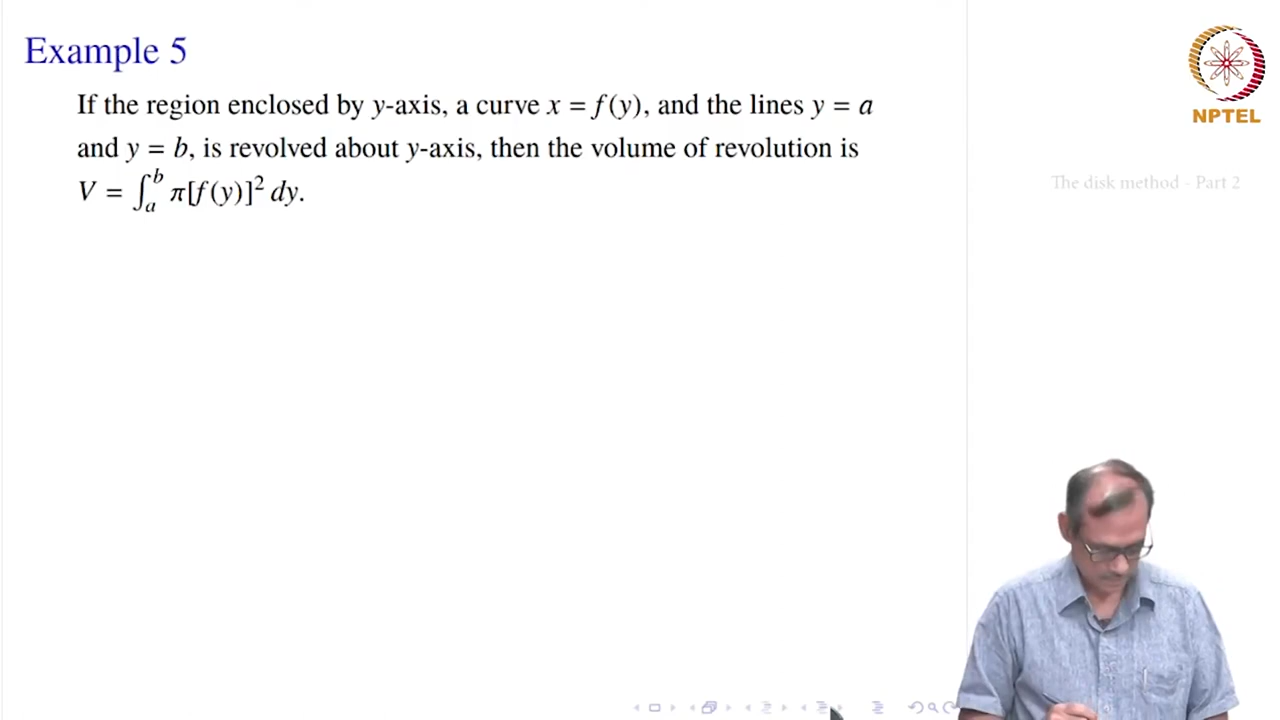 Example 5
If the region enclosed by y-axis, a curve x = f(y), and the lines y = a
and y = b, is revolved about y-axis, then the volume of revolution is
V = ∫_a^b π[f(y)]² dy.
NPTEL
The disk method - Part 2